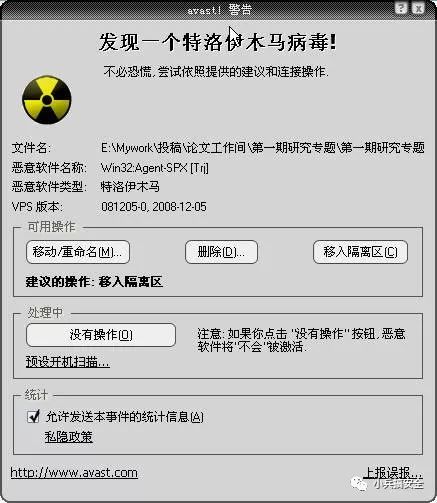 avast! 警告
发现一个特洛伊木马病毒!
不必恐慌,尝试依照提供的建议和连接操作.
文件名: E:\Mywork\投稿\论文工作间\第一期研究专题\第一期研究专题
恶意软件名称: Win32:Agent-SPX [Trj]
恶意软件类型: 特洛伊木马
VPS 版本: 081205-0, 2008-12-05
可用操作
移动/重命名(M)... 删除(D)... 移入隔离区(C)
建议的操作: 移入隔离区
处理中
没有操作(O)
注意: 如果你点击 "没有操作" 按钮, 恶意
软件将"不会"被激活.
预设开机扫描...
统计
允许发送本事件的统计信息(A)
私隐政策
http://www.avast.com 上报误报...
小兵搞安全